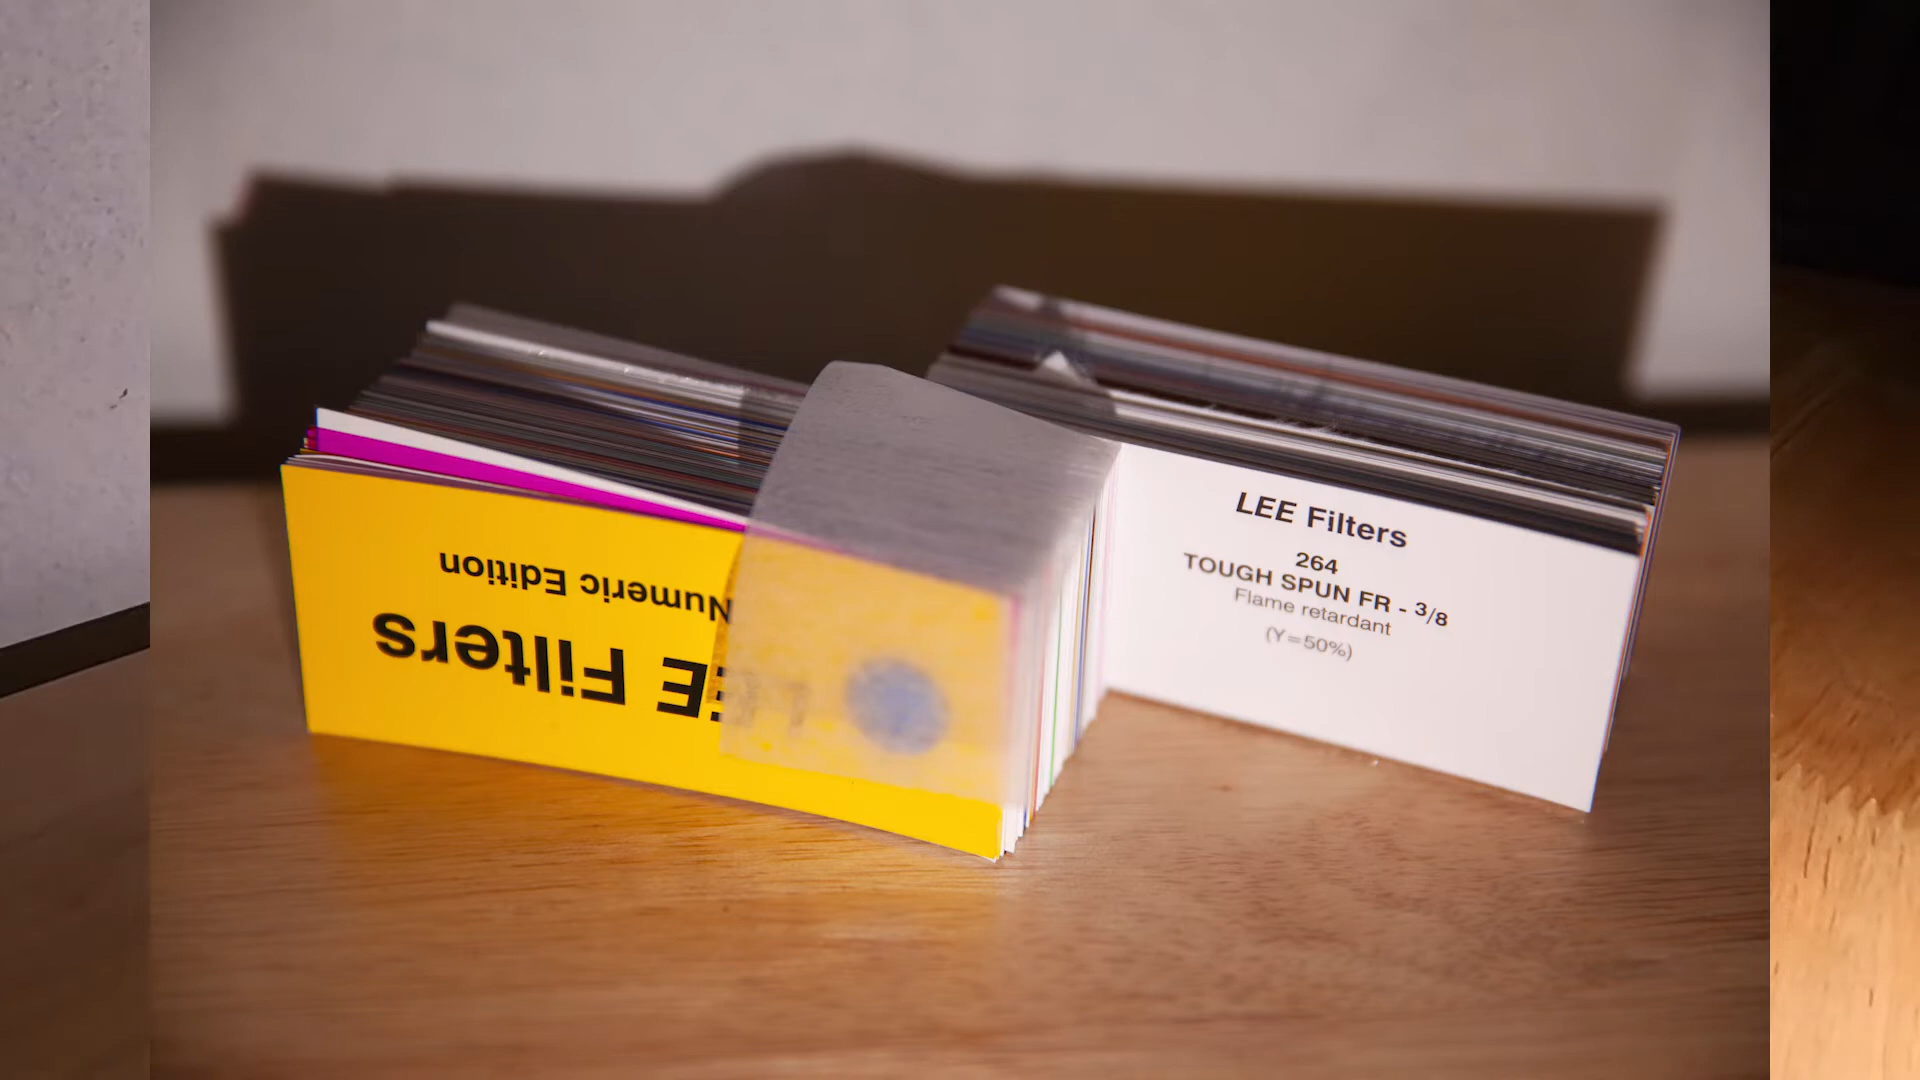 LEE Filters
Numeric Edition
LEE Filters
264
TOUGH SPUN FR - 3/8
Flame retardant
(Y=50%)